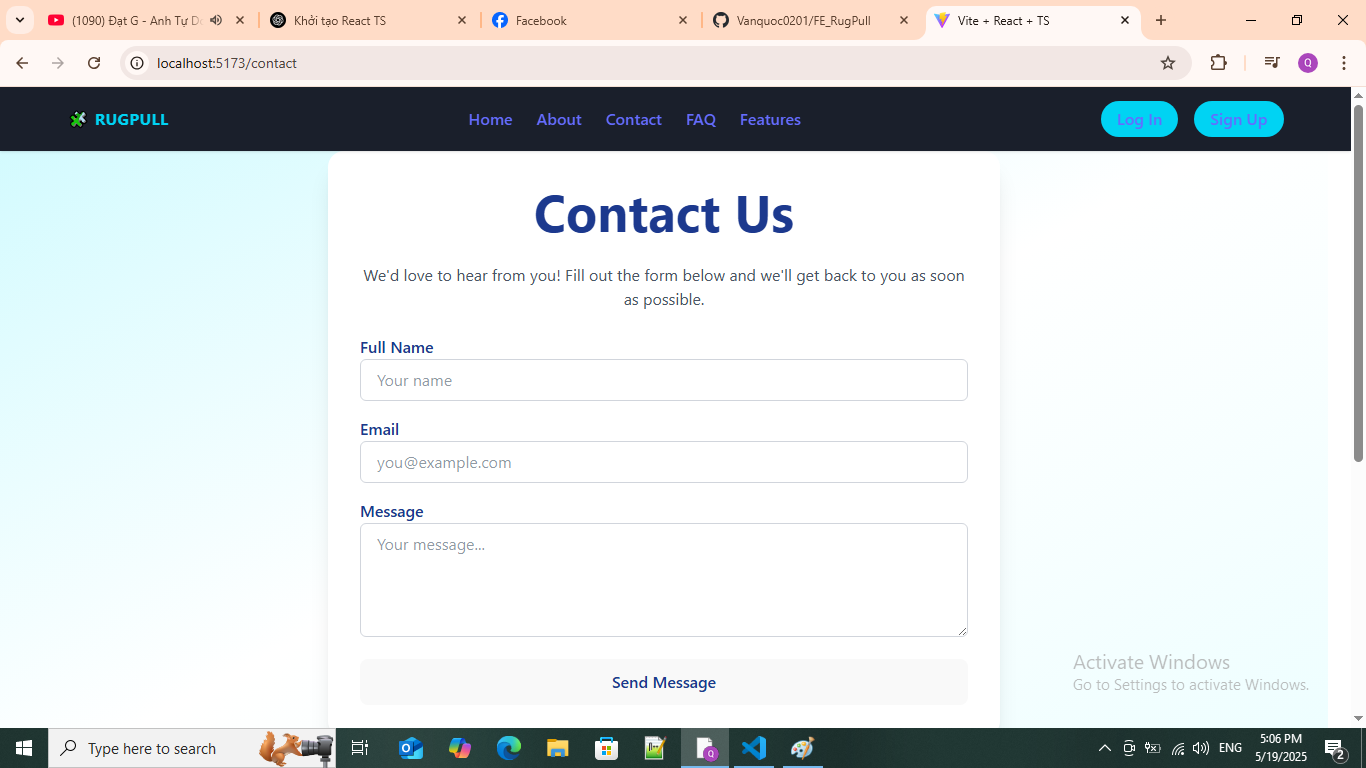 (1090) Đạt G - Anh Tự Do
Khởi tạo React TS
Facebook
Vanquoc0201/FE_RugPull
Vite + React + TS
localhost:5173/contact
Q
RUGPULL
Home
About
Contact
FAQ
Features
Log In
Sign Up
Contact Us
We'd love to hear from you! Fill out the form below and we'll get back to you as soon
as possible.
Full Name
Your name
Email
you@example.com
Message
Your message...
Send Message
Activate Windows
Go to Settings to activate Windows.
Type here to search
ENG
5:06 PM
5/19/2025
2